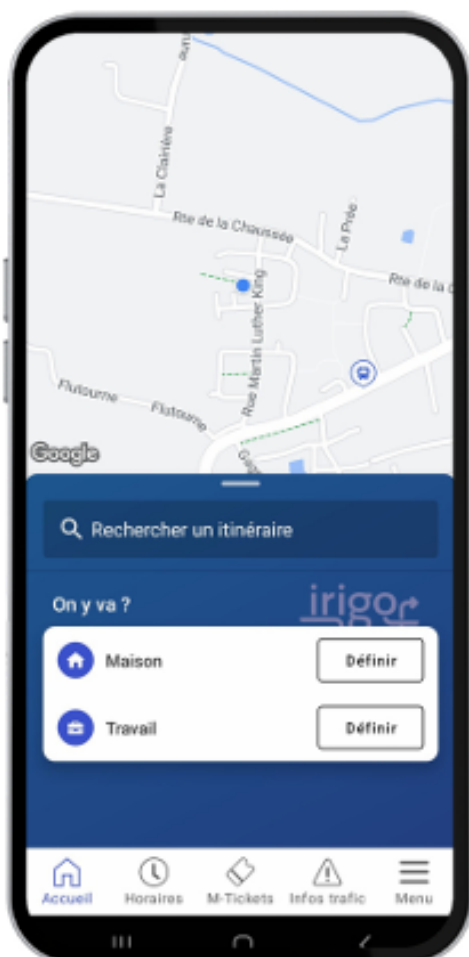 La Clairière
Rte de la Chaussée
La Prée
Rte de la
Rue Martin Luther King
Flutourne
Flutourne
Google
Rechercher un itinéraire
On y va ?
irigo
Maison
Définir
Travail
Définir
Accueil
Horaires
M-Tickets
Infos trafic
Menu